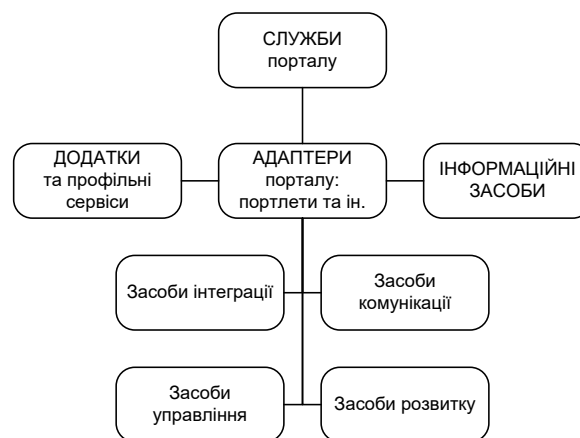 СЛУЖБИ
порталу
ДОДАТКИ
та профільні
сервіси
АДАПТЕРИ
порталу:
портлети та ін.
ІНФОРМАЦІЙНІ
ЗАСОБИ
Засоби інтеграції
Засоби
комунікації
Засоби
управління
Засоби розвитку